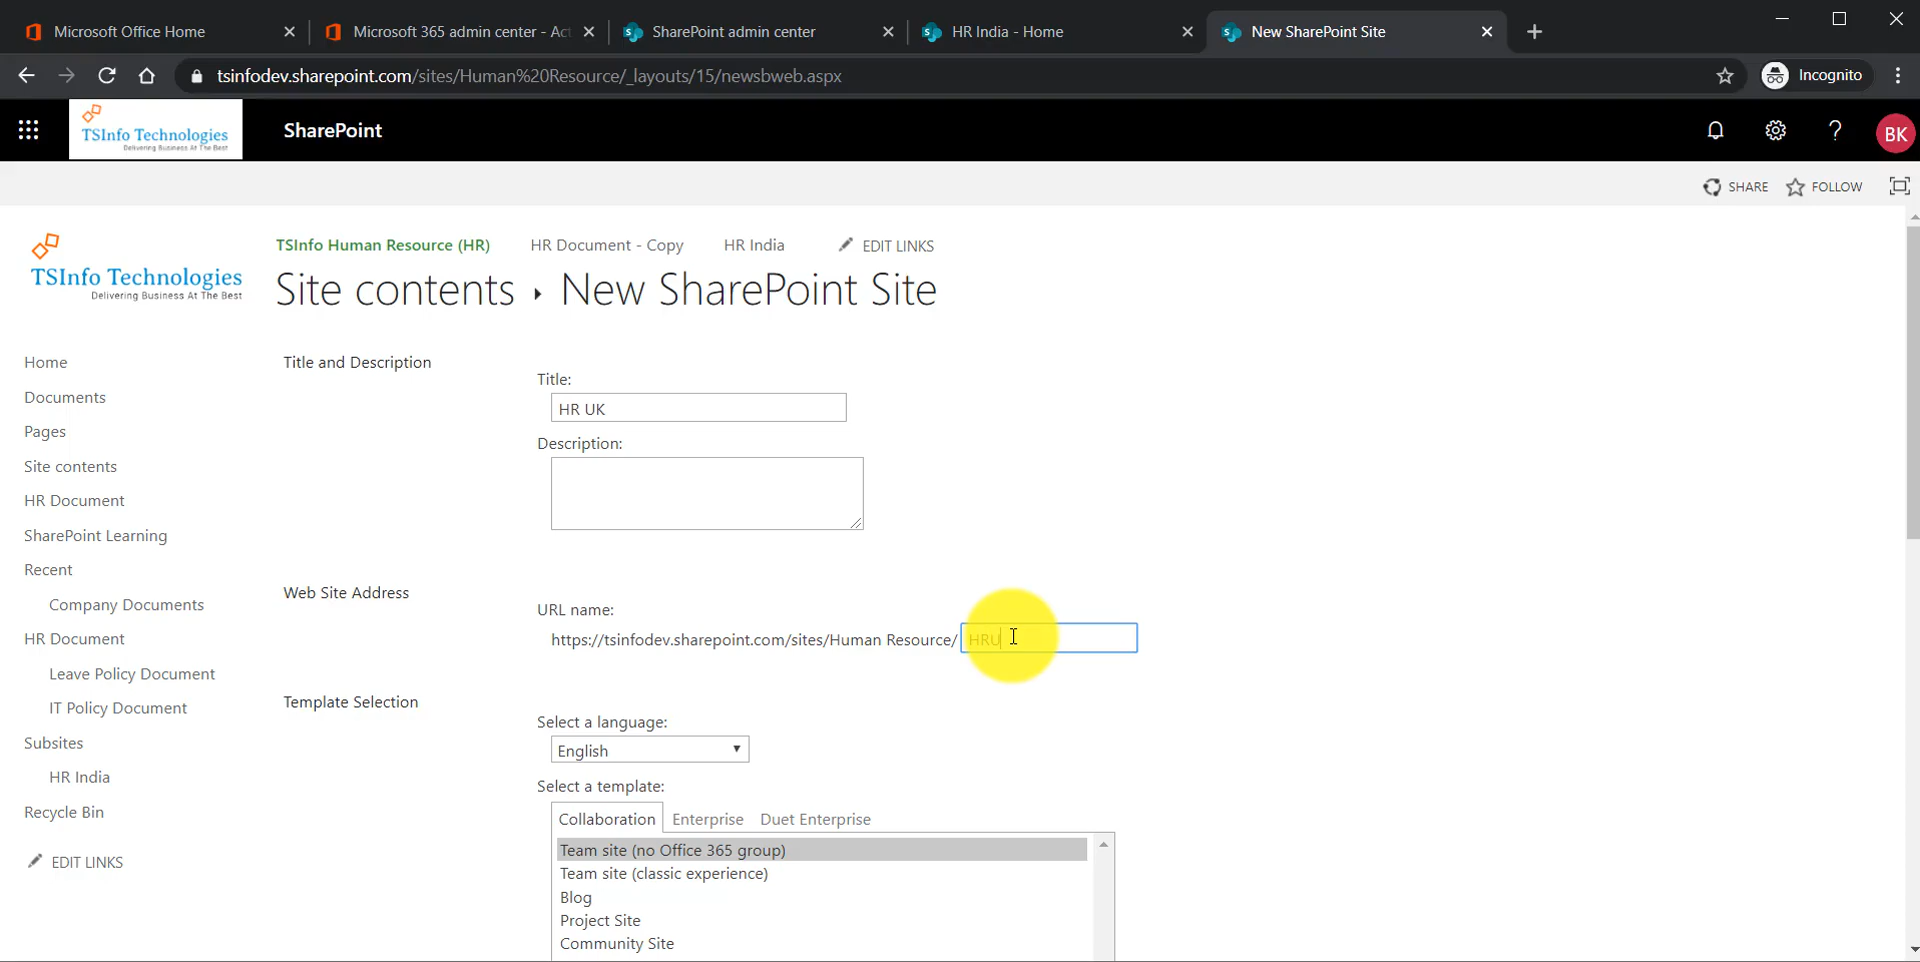 Microsoft Office Home
Microsoft 365 admin center - Act
SharePoint admin center
HR India - Home
New SharePoint Site
tsinfodev.sharepoint.com/sites/Human%20Resource/_layouts/15/newsbweb.aspx
Incognito
TSInfo Technologies
Delivering Business At The Best
SharePoint
BK
SHARE
FOLLOW
TSInfo Technologies
Delivering Business At The Best
TSInfo Human Resource (HR)
HR Document - Copy
HR India
EDIT LINKS
Site contents ▸ New SharePoint Site
Home
Documents
Pages
Site contents
HR Document
SharePoint Learning
Recent
Company Documents
HR Document
Leave Policy Document
IT Policy Document
Subsites
HR India
Recycle Bin
EDIT LINKS
Title and Description
Title:
HR UK
Description:
Web Site Address
URL name:
https://tsinfodev.sharepoint.com/sites/Human Resource/ HRU
Template Selection
Select a language:
English
Select a template:
Collaboration Enterprise Duet Enterprise
Team site (no Office 365 group)
Team site (classic experience)
Blog
Project Site
Community Site